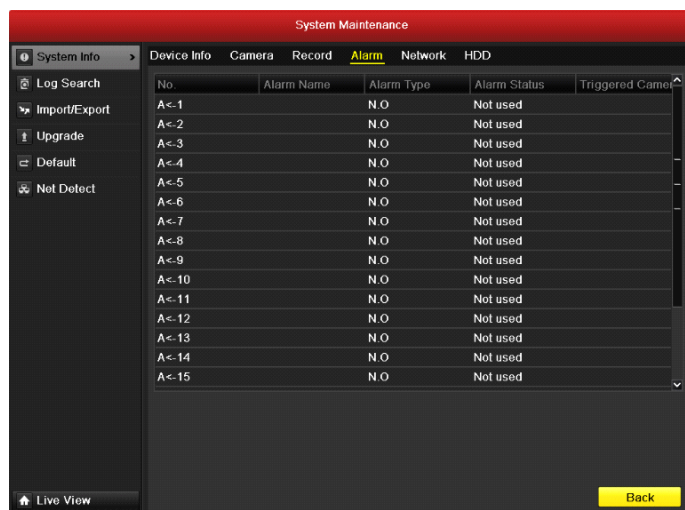 System Maintenance
System Info >
Log Search
Import/Export
Upgrade
Default
Net Detect
Live View
Device Info Camera Record Alarm Network HDD
No. Alarm Name Alarm Type Alarm Status Triggered Camer
A<-1 N.O Not used
A<-2 N.O Not used
A<-3 N.O Not used
A<-4 N.O Not used
A<-5 N.O Not used
A<-6 N.O Not used
A<-7 N.O Not used
A<-8 N.O Not used
A<-9 N.O Not used
A<-10 N.O Not used
A<-11 N.O Not used
A<-12 N.O Not used
A<-13 N.O Not used
A<-14 N.O Not used
A<-15 N.O Not used
Back